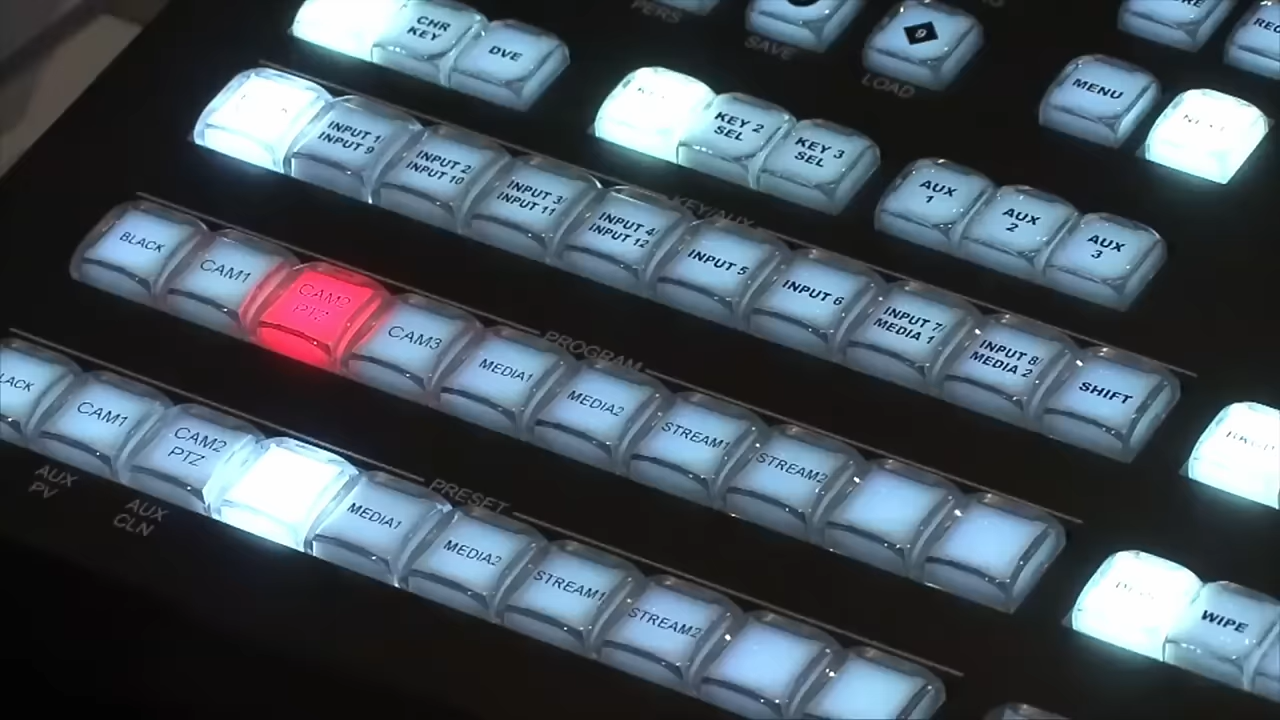 PERS
SAVE
LOAD
9
CHR
KEY
DVE
MENU
KEY 2
SEL
KEY 3
SEL
AUX
1
AUX
2
AUX
3
KEY/AUX
INPUT 1/
INPUT 9
INPUT 2
INPUT 10
INPUT 3/
INPUT 11
INPUT 4/
INPUT 12
INPUT 5
INPUT 6
INPUT 7/
MEDIA 1
INPUT 8/
MEDIA 2
SHIFT
PROGRAM
BLACK
CAM1
CAM2
PTZ
CAM3
MEDIA1
MEDIA2
STREAM1
STREAM2
PRESET
LACK
CAM1
CAM2
PTZ
MEDIA1
MEDIA2
STREAM1
STREAM2
AUX
PV
AUX
CLN
WIPE